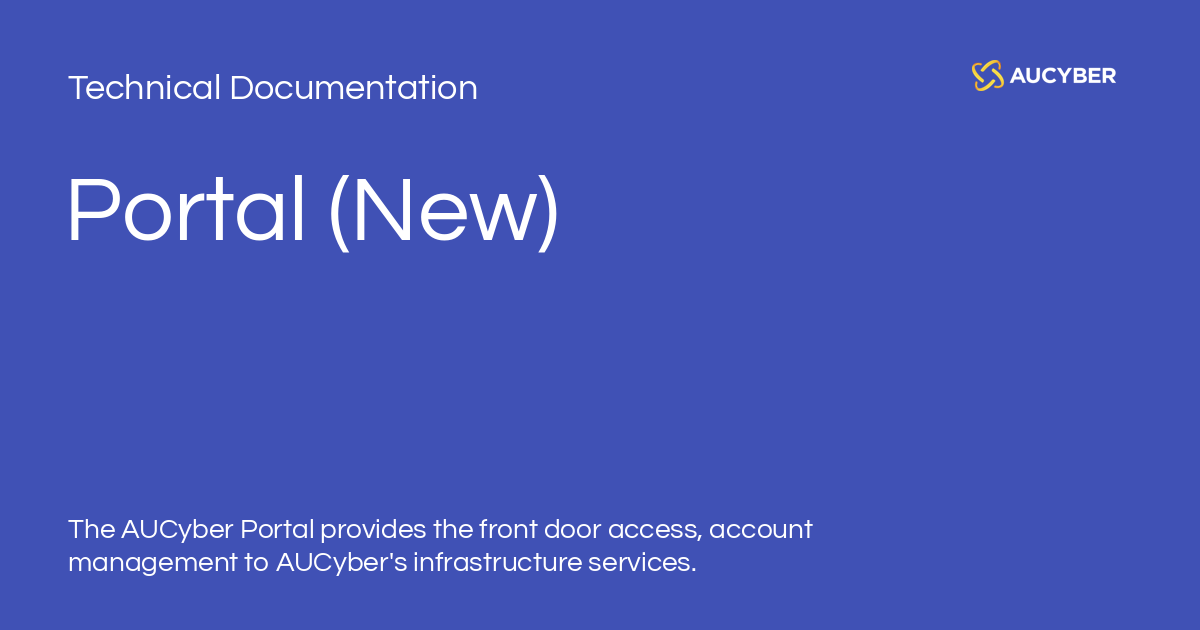 Technical Documentation
AUCYBER
Portal (New)
The AUCyber Portal provides the front door access, account
management to AUCyber's infrastructure services.